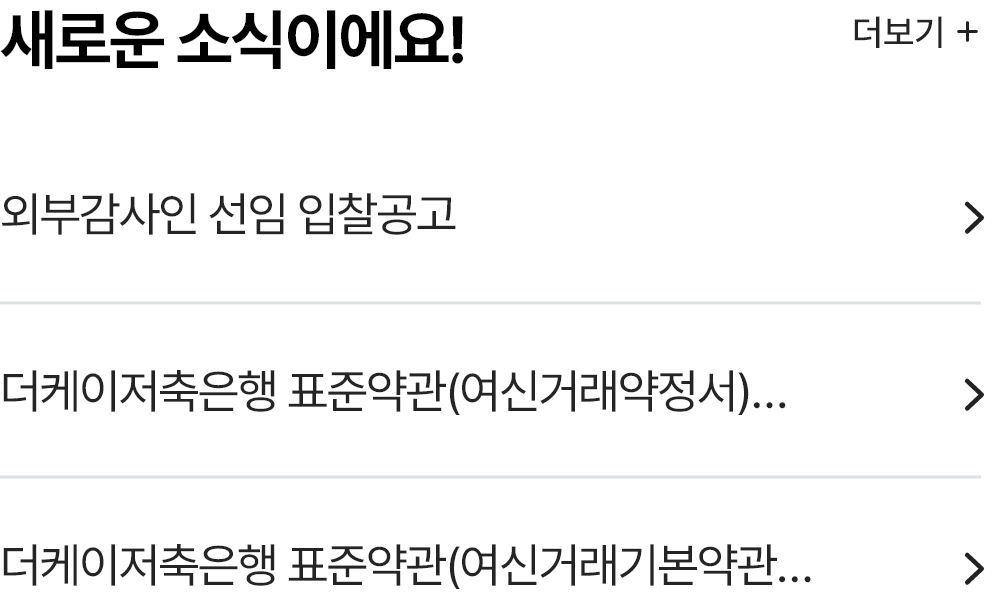 새로운 소식이에요!
더보기 +
외부감사인 선임 입찰공고
더케이저축은행 표준약관(여신거래약정서)...
더케이저축은행 표준약관(여신거래기본약관...